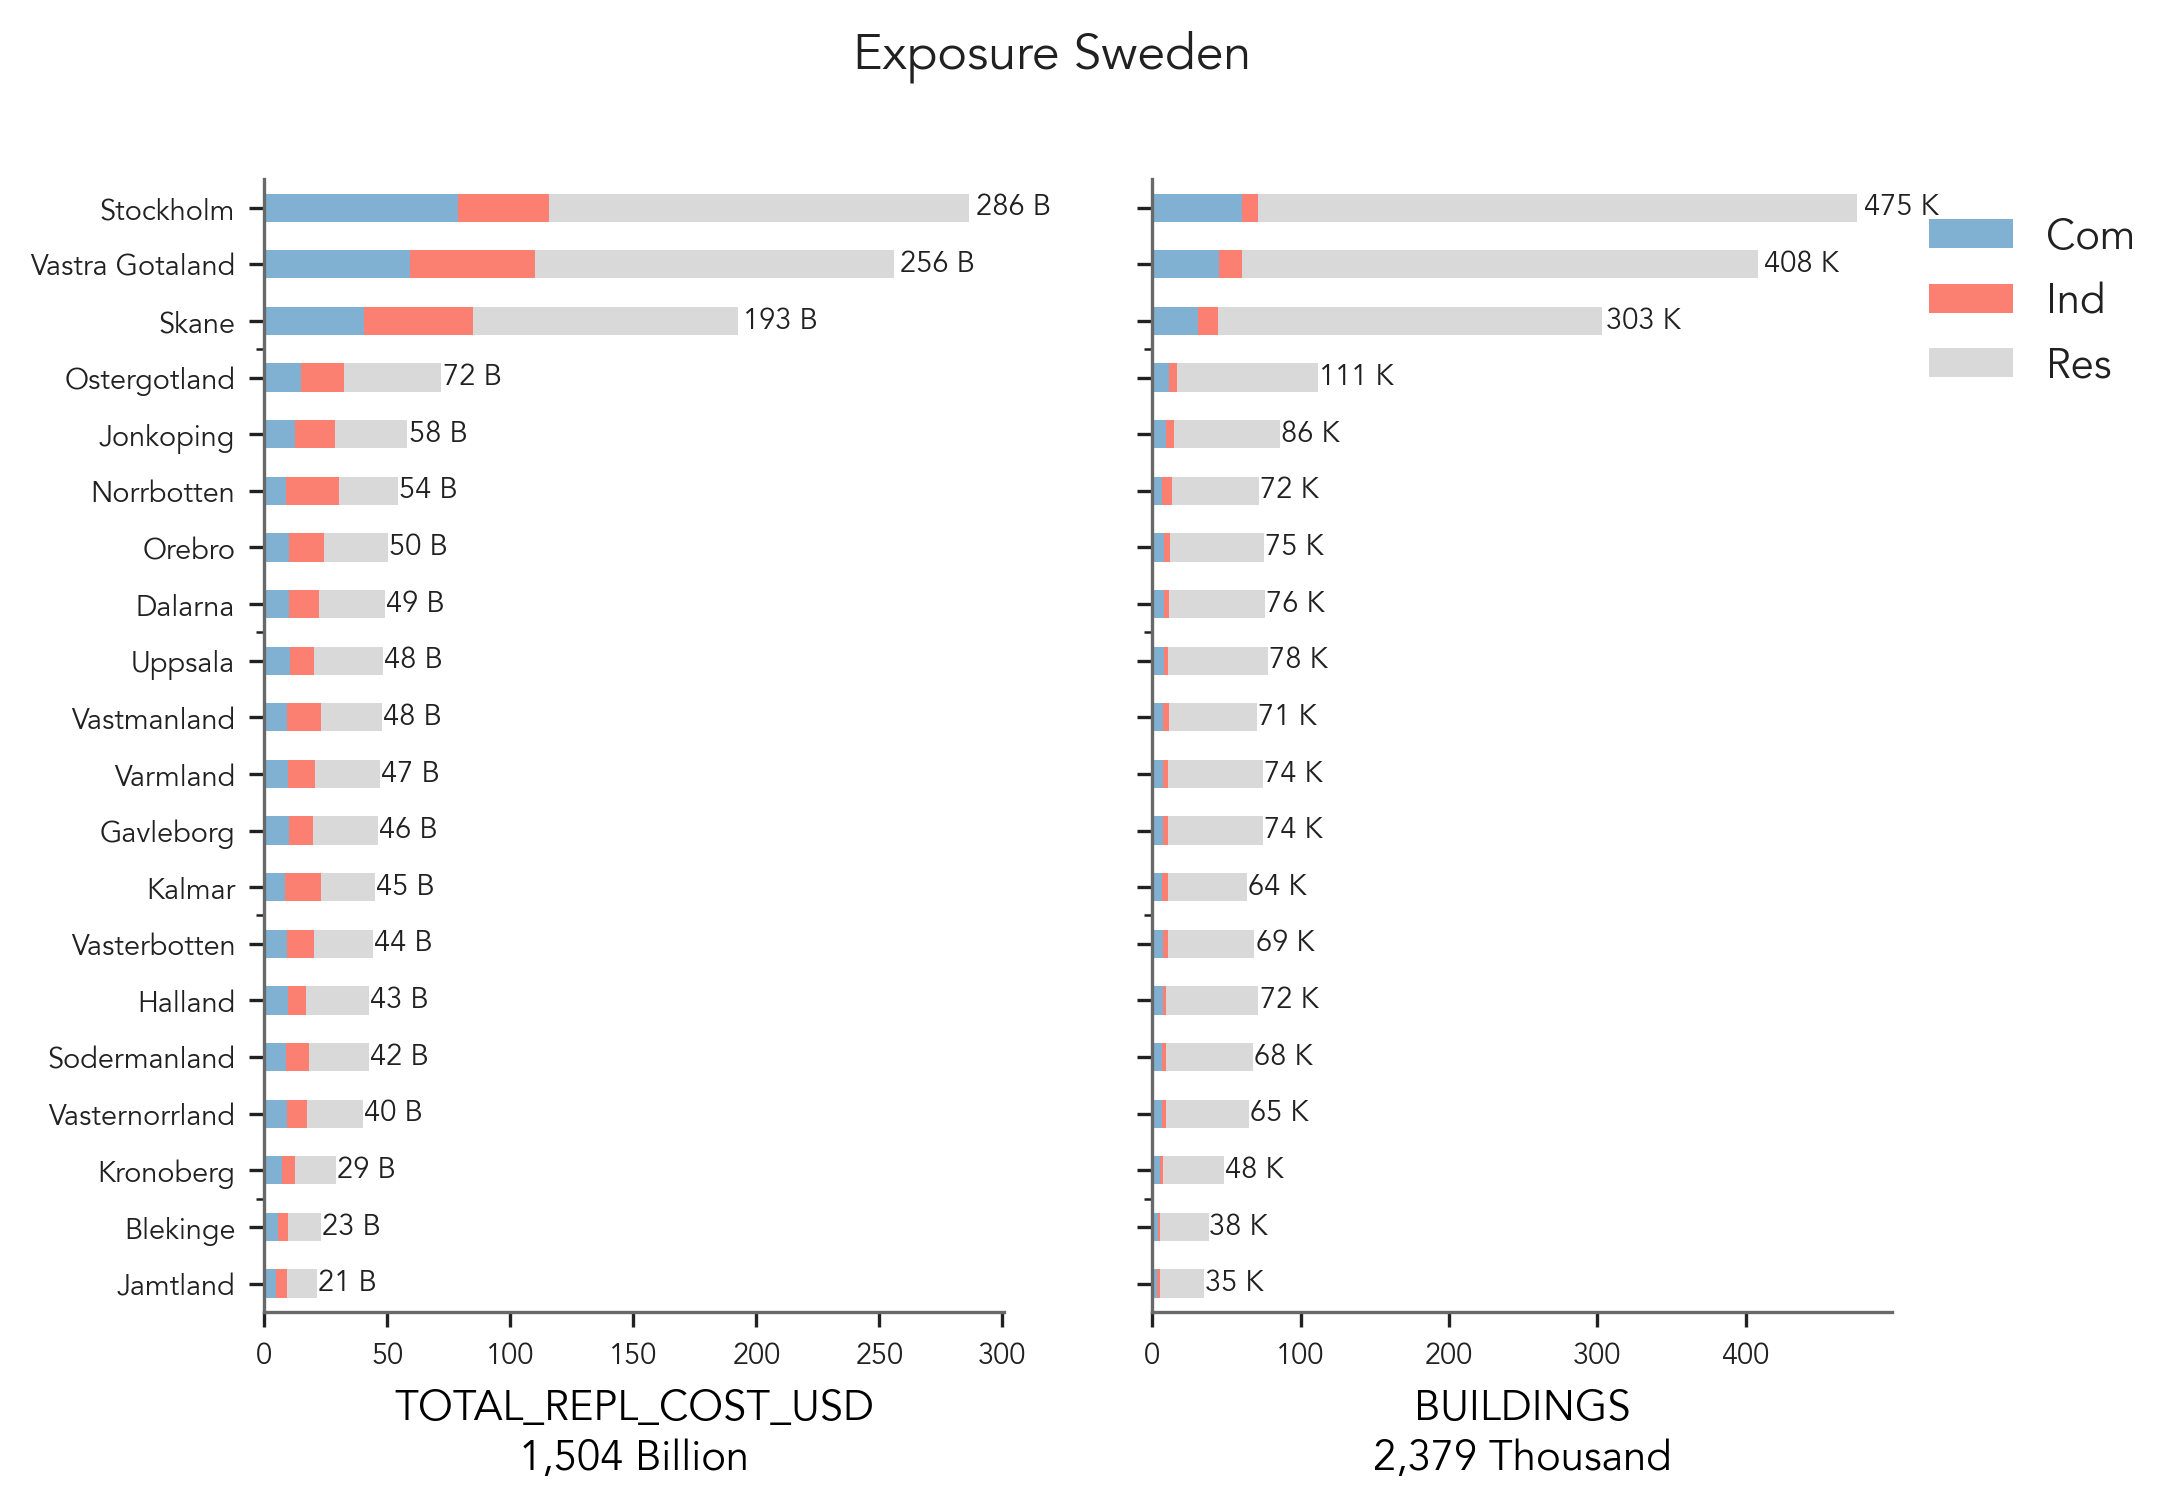 Exposure Sweden
Stockholm
Vastra Gotaland
Skane
Ostergotland
Jonkoping
Norrbotten
Orebro
Dalarna
Uppsala
Vastmanland
Varmland
Gavleborg
Kalmar
Vasterbotten
Halland
Sodermanland
Vasternorrland
Kronoberg
Blekinge
Jamtland
286 B
256 B
193 B
72 B
58 B
54 B
50 B
49 B
48 B
48 B
47 B
46 B
45 B
44 B
43 B
42 B
40 B
29 B
23 B
21 B
0 50 100 150 200 250 300
TOTAL_REPL_COST_USD
1,504 Billion
475 K
408 K
303 K
111 K
86 K
72 K
75 K
76 K
78 K
71 K
74 K
74 K
64 K
69 K
72 K
68 K
65 K
48 K
38 K
35 K
0 100 200 300 400
BUILDINGS
2,379 Thousand
Com
Ind
Res